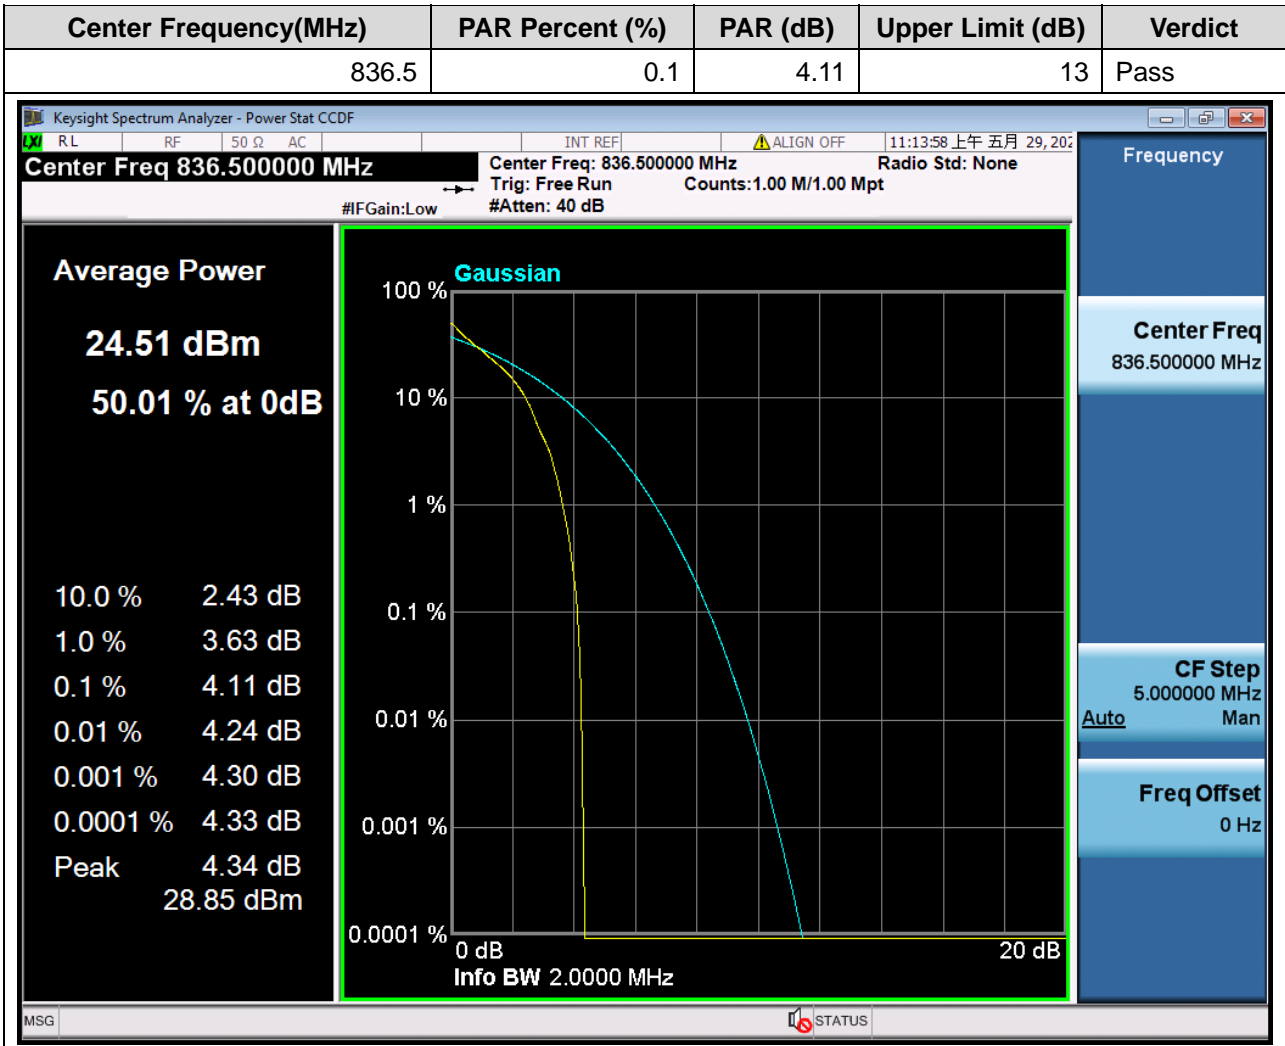 Center Frequency(MHz) PAR Percent (%) PAR (dB) Upper Limit (dB) Verdict
836.5 0.1 4.11 13 Pass
Keysight Spectrum Analyzer - Power Stat CCDF
LXI RL RF 50 Ω AC INT REF ALIGN OFF 11:13:58 上午 五月 29, 202
Center Freq 836.500000 MHz
Center Freq: 836.500000 MHz Radio Std: None
Trig: Free Run Counts:1.00 M/1.00 Mpt
#IFGain:Low #Atten: 40 dB
Average Power
24.51 dBm
50.01 % at 0dB
10.0 % 2.43 dB
1.0 % 3.63 dB
0.1 % 4.11 dB
0.01 % 4.24 dB
0.001 % 4.30 dB
0.0001 % 4.33 dB
Peak 4.34 dB
28.85 dBm
Gaussian
100 %
10 %
1 %
0.1 %
0.01 %
0.001 %
0.0001 %
0 dB 20 dB
Info BW 2.0000 MHz
Frequency
Center Freq
836.500000 MHz
CF Step
5.000000 MHz
Auto Man
Freq Offset
0 Hz
MSG STATUS